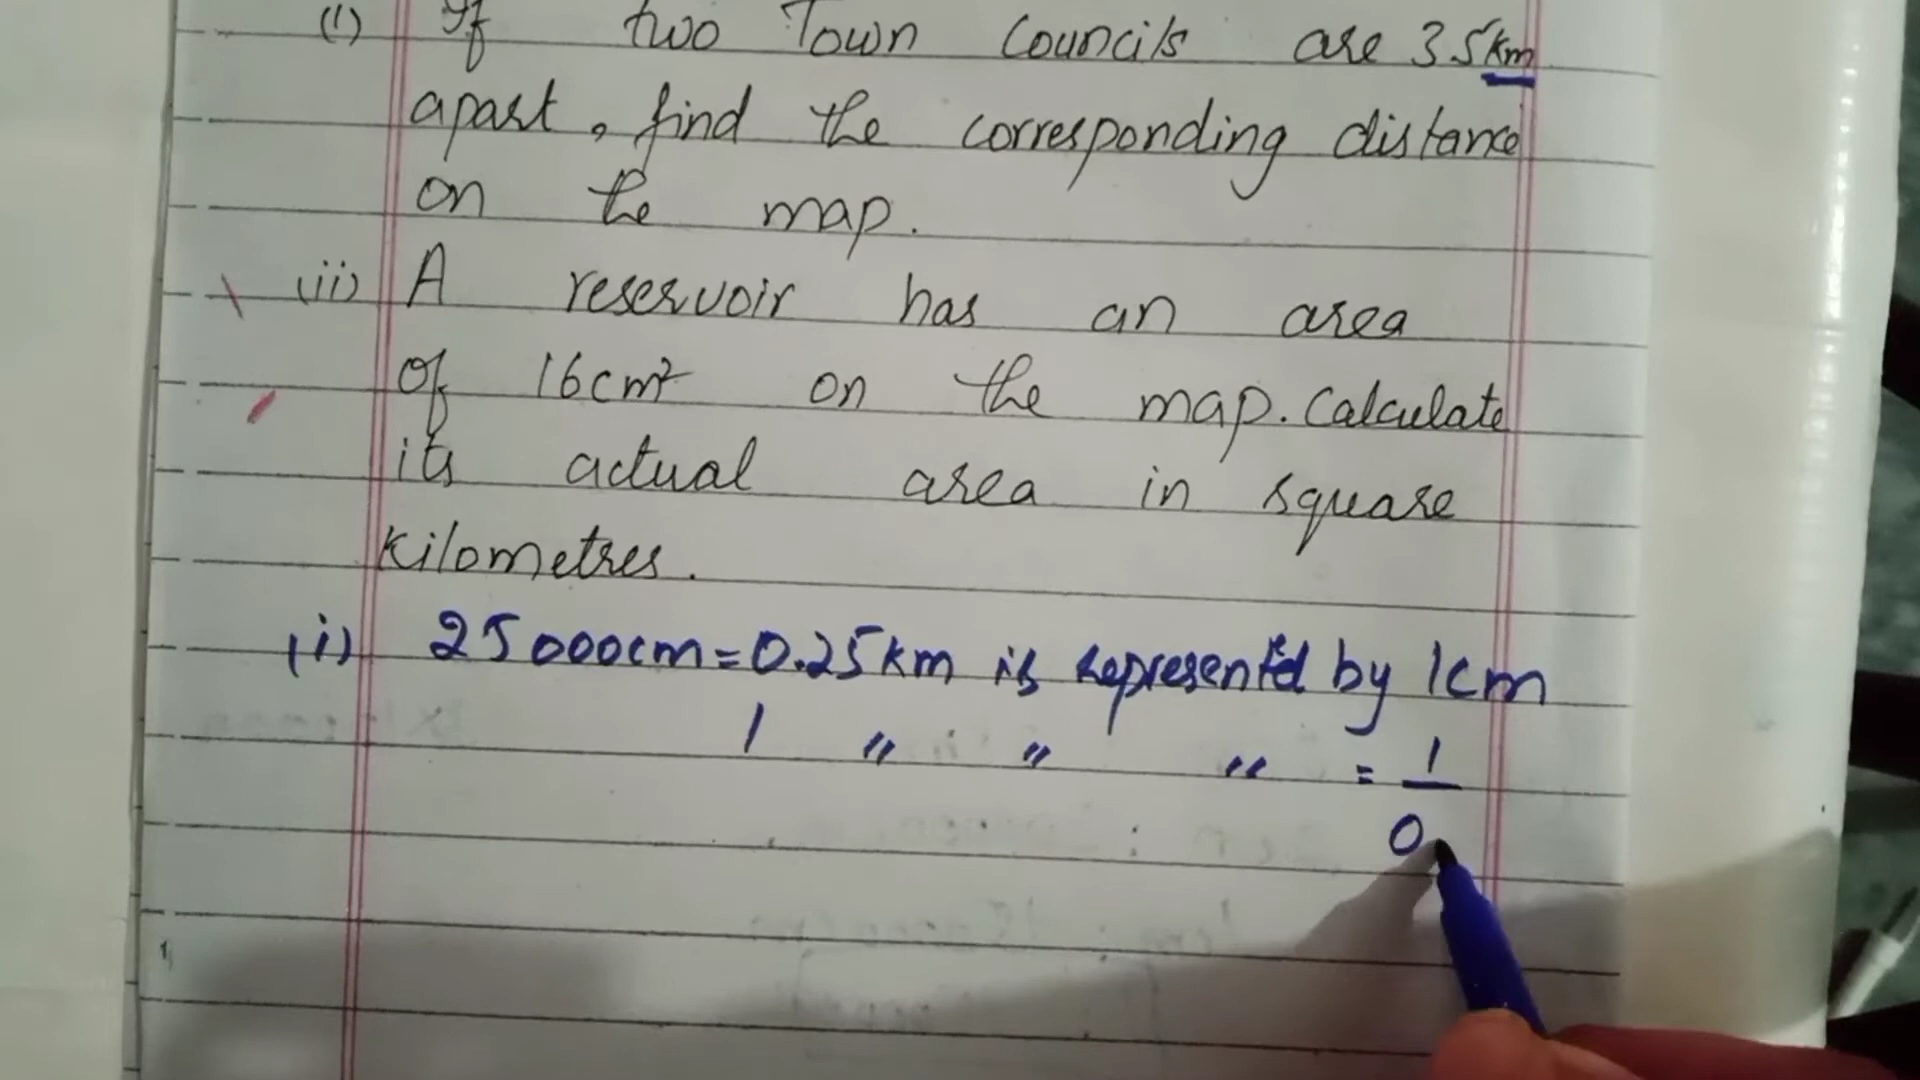 (i) If two Town Councils are 3.5km
apart, find the corresponding distance
on the map.
(ii) A reservoir has an area
of 16cm² on the map. Calculate
its actual area in square
kilometres.
(i) 25000cm=0.25km is represented by 1cm
1 〃 〃 〃 = 1
0.